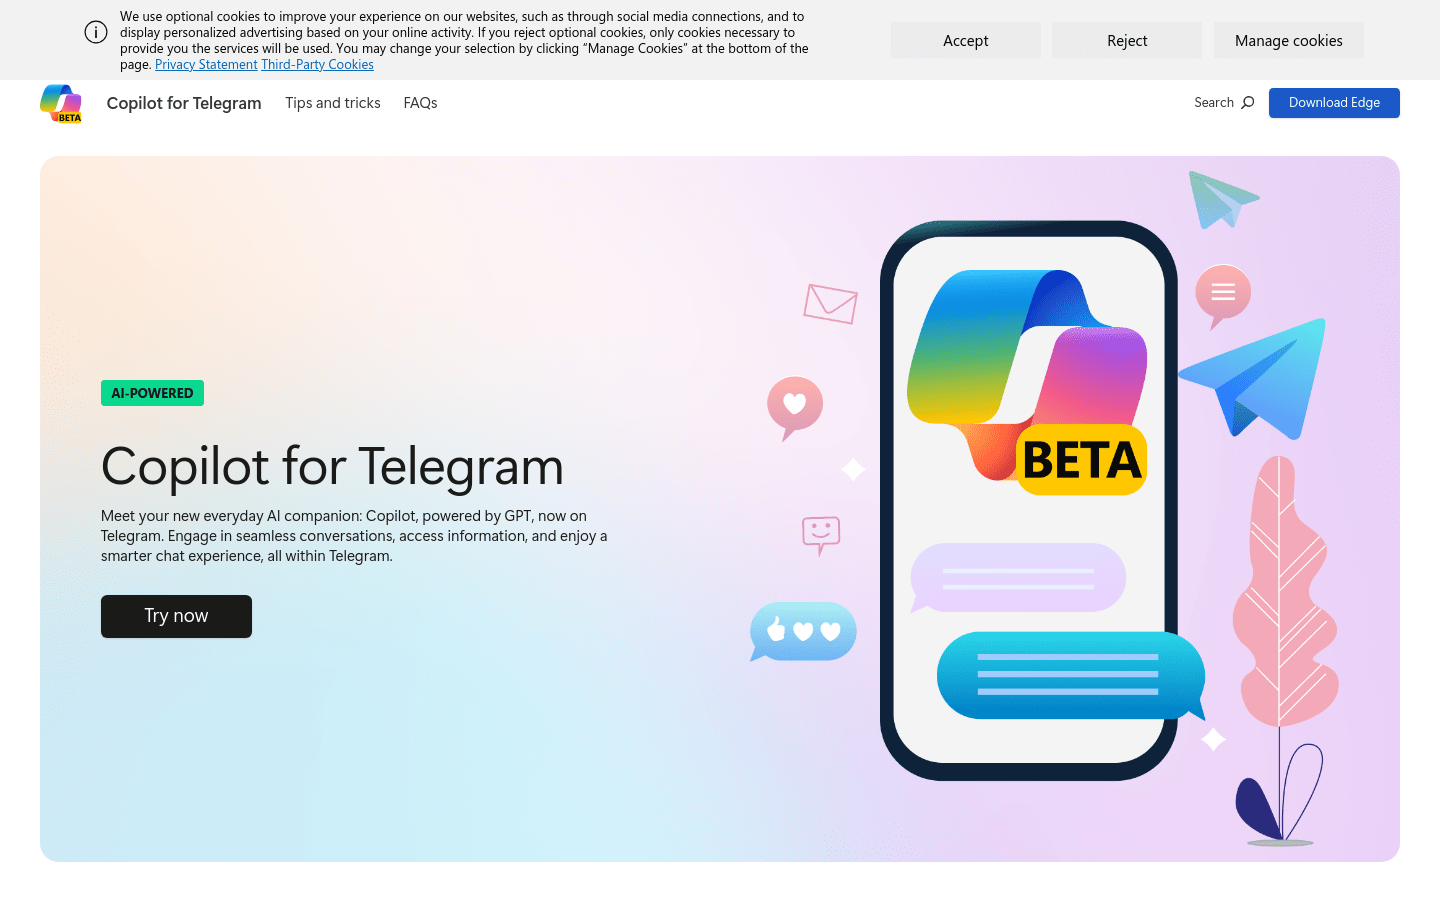 We use optional cookies to improve your experience on our websites, such as through social media connections, and to
display personalized advertising based on your online activity. If you reject optional cookies, only cookies necessary to
provide you the services will be used. You may change your selection by clicking “Manage Cookies” at the bottom of the
page. Privacy Statement Third-Party Cookies
Accept
Reject
Manage cookies
BETA
Copilot for Telegram
Tips and tricks
FAQs
Search
Download Edge
AI-POWERED
Copilot for Telegram
Meet your new everyday AI companion: Copilot, powered by GPT, now on
Telegram. Engage in seamless conversations, access information, and enjoy a
smarter chat experience, all within Telegram.
Try now
BETA